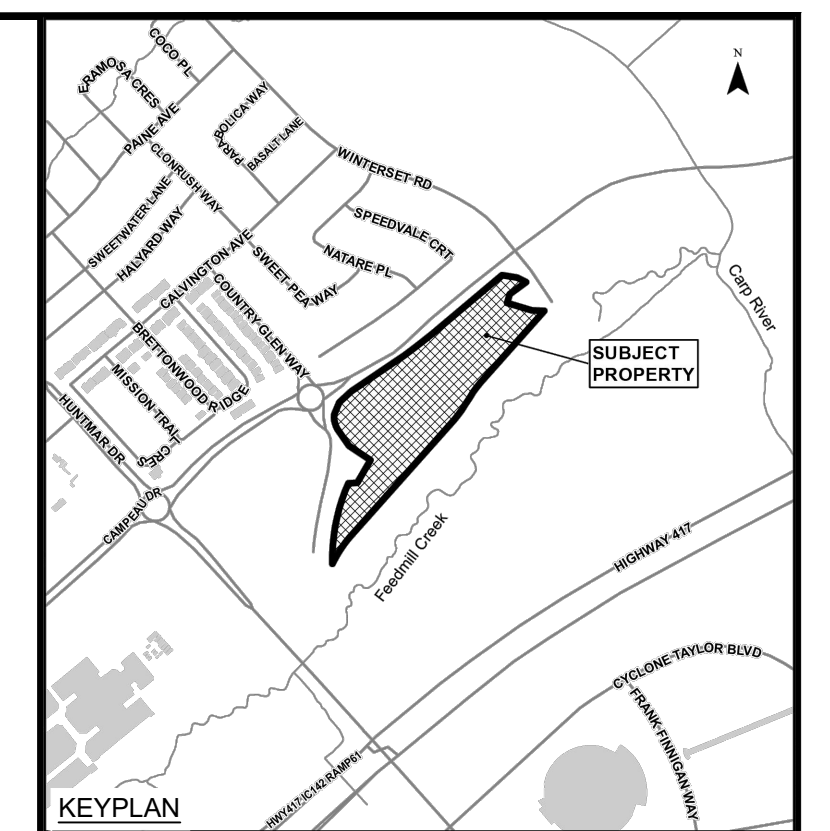 COCO PL
N
ERAMOSA CRES
PAINE AVE
PARA
BOLICA WAY
BASALT LANE
CLONRUSH WAY
WINTERSET RD
SWEETWATER LANE
HALYARD WAY
SPEEDVALE CRT
CALVINGTON AVE
SWEET PEA WAY
NATARE PL
COUNTRY GLEN WAY
Carp River
BRETTONWOOD RIDGE
SUBJECT
PROPERTY
MISSION TRAIL
CRES
HUNTMAR DR
CAMPEAU DR
Feedmill Creek
HIGHWAY 417
CYCLONE TAYLOR BLVD
FRANK FINNIGAN WAY
HWY417 IC142 RAMP61
KEYPLAN